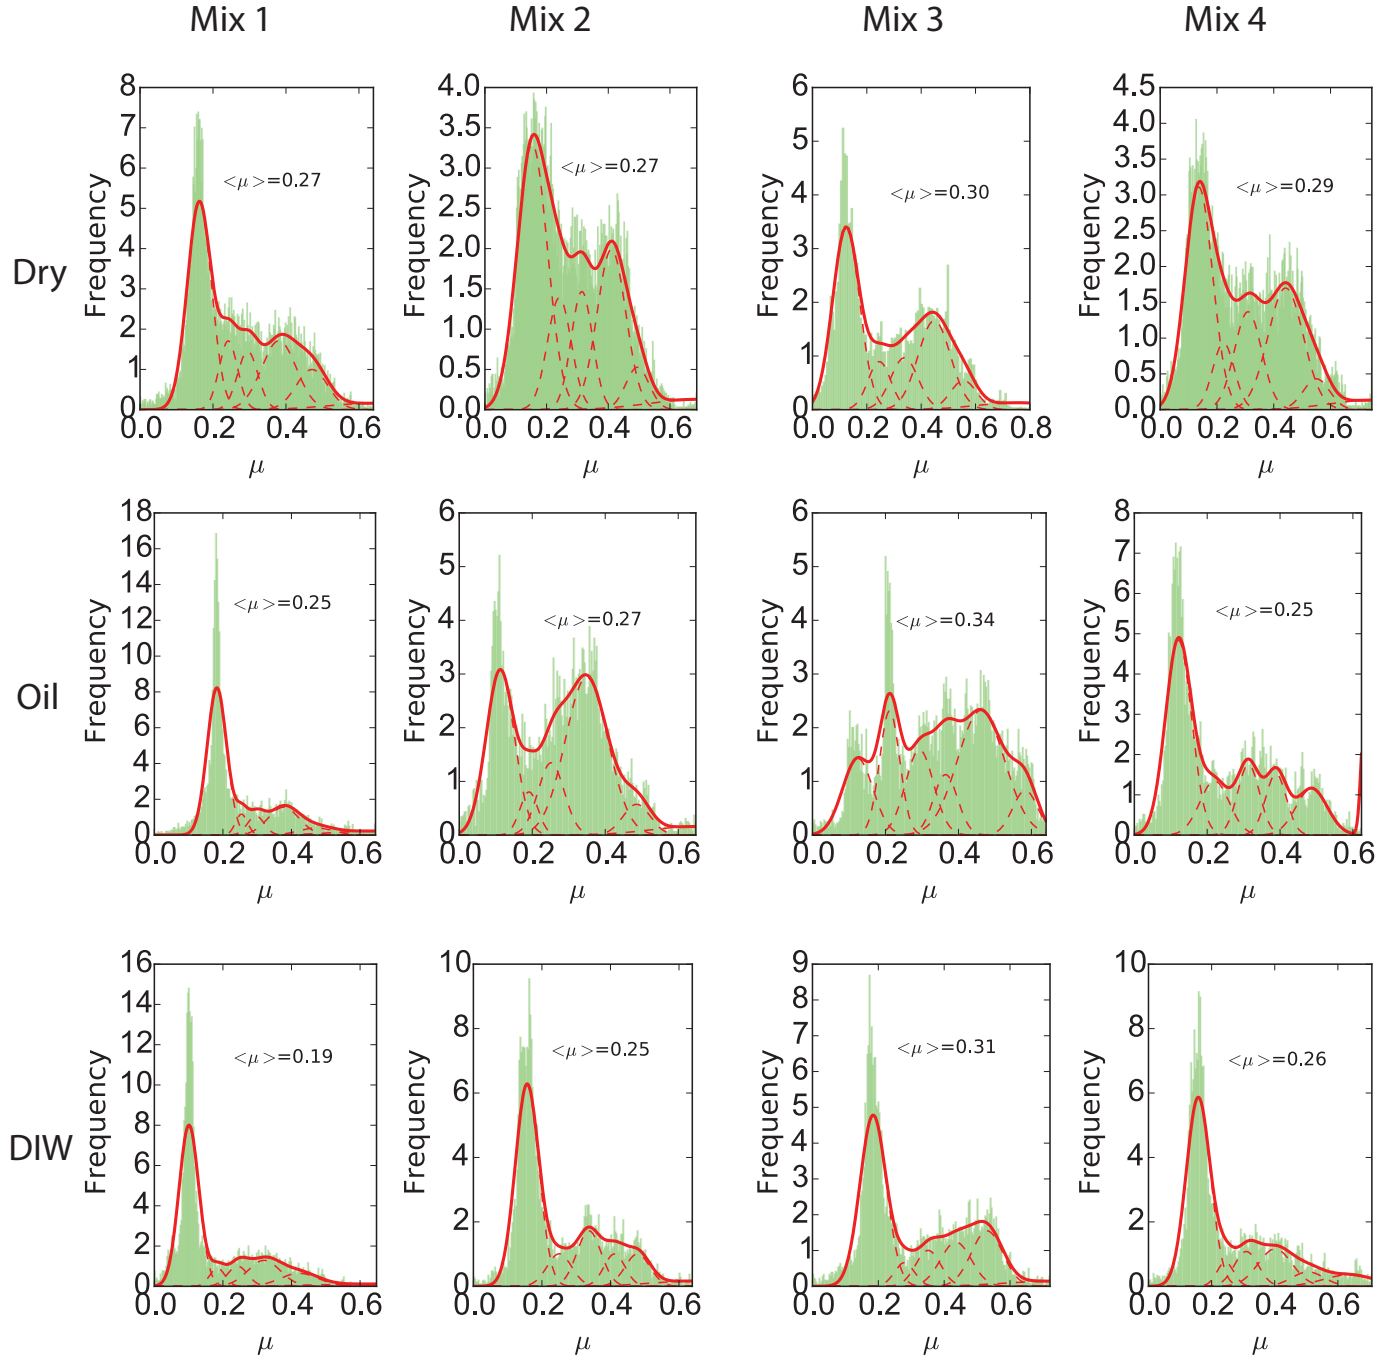 Mix 1 Mix 2 Mix 3 Mix 4
Dry
Frequency
8
7
6
5
4
3
2
1
0
0.0 0.2 0.4 0.6
μ
<μ>=0.27
Frequency
4.0
3.5
3.0
2.5
2.0
1.5
1.0
0.5
0.0
0.0 0.2 0.4 0.6
μ
<μ>=0.27
Frequency
6
5
4
3
2
1
0
0.0 0.2 0.4 0.6 0.8
μ
<μ>=0.30
Frequency
4.5
4.0
3.5
3.0
2.5
2.0
1.5
1.0
0.5
0.0
0.0 0.2 0.4 0.6
μ
<μ>=0.29
Oil
Frequency
18
16
14
12
10
8
6
4
2
0
0.0 0.2 0.4 0.6
μ
<μ>=0.25
Frequency
6
5
4
3
2
1
0
0.0 0.2 0.4 0.6
μ
<μ>=0.27
Frequency
6
5
4
3
2
1
0
0.0 0.2 0.4 0.6
μ
<μ>=0.34
Frequency
8
7
6
5
4
3
2
1
0
0.0 0.2 0.4 0.6
μ
<μ>=0.25
DIW
Frequency
16
14
12
10
8
6
4
2
0
0.0 0.2 0.4 0.6
μ
<μ>=0.19
Frequency
10
8
6
4
2
0
0.0 0.2 0.4 0.6
μ
<μ>=0.25
Frequency
9
8
7
6
5
4
3
2
1
0
0.0 0.2 0.4 0.6
μ
<μ>=0.31
Frequency
10
8
6
4
2
0
0.0 0.2 0.4 0.6
μ
<μ>=0.26